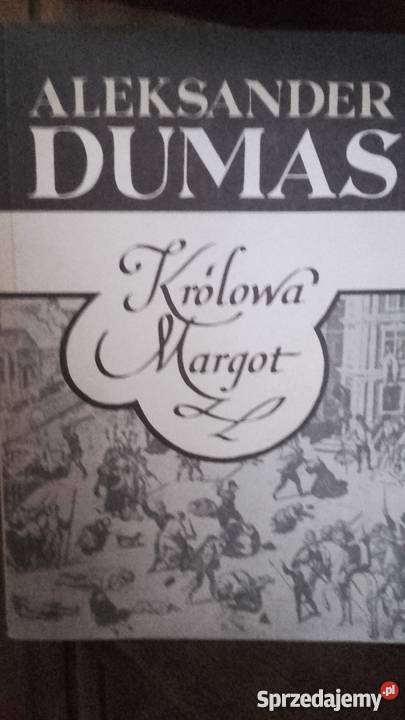 ALEKSANDER
DUMAS
Królowa
Margot
Sprzedajemy.pl